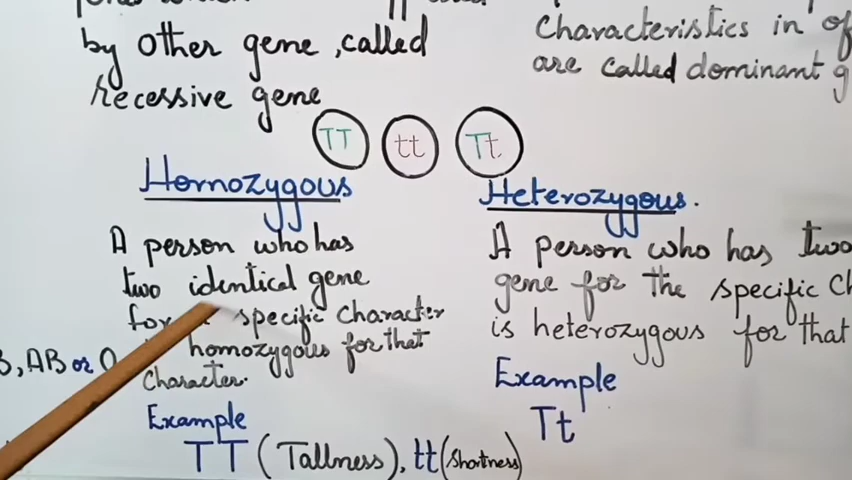 by other gene, called
recessive gene
Characteristics in of
are called dominant g
TT tt Tt
Homozygous
A person who has
two identical gene
for specific character
homozygous for that
character.
Example
TT (Tallness), tt (shortness)
Heterozygous.
A person who has two
gene for the specific ch
is heterozygous for that
Example
Tt
B, AB or O